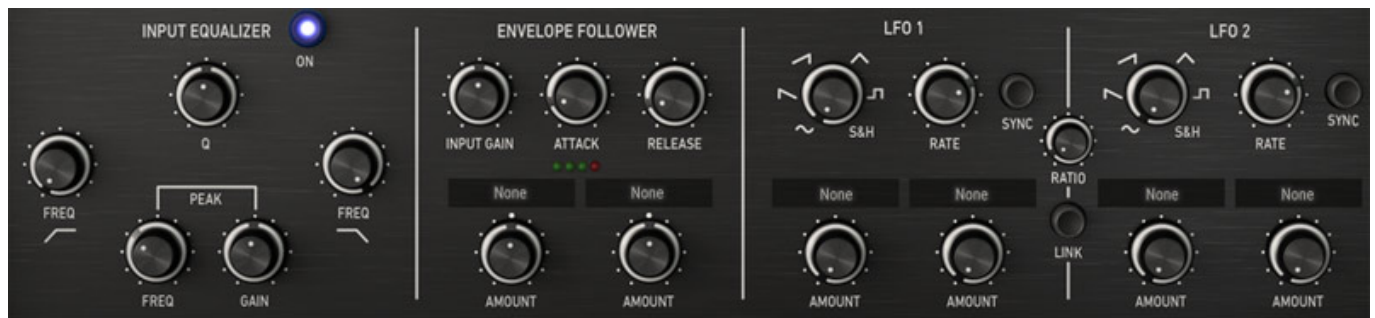 INPUT EQUALIZER
ON
Q
FREQ
FREQ
PEAK
FREQ
GAIN
ENVELOPE FOLLOWER
INPUT GAIN
ATTACK
RELEASE
None
None
AMOUNT
AMOUNT
LFO 1
S&H
RATE
SYNC
None
None
AMOUNT
AMOUNT
RATIO
LINK
LFO 2
S&H
RATE
SYNC
None
None
AMOUNT
AMOUNT